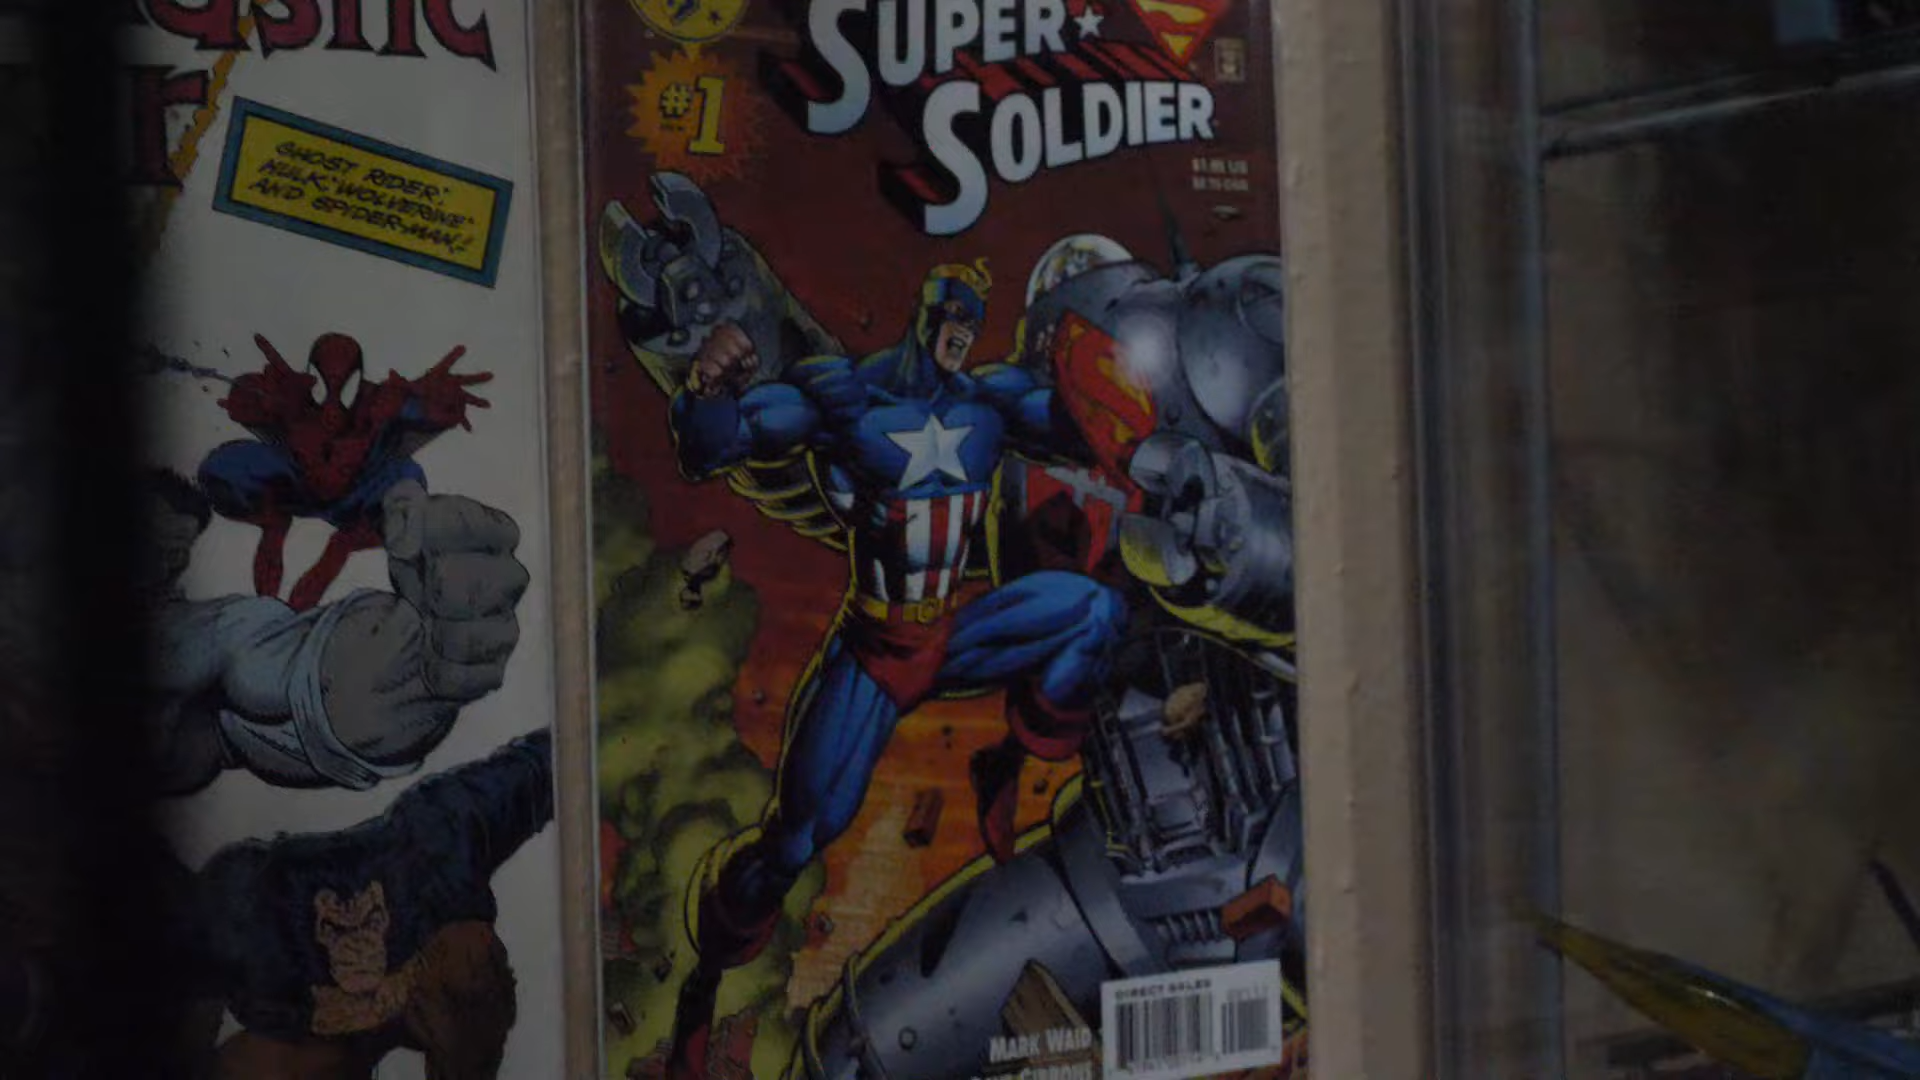 GHOST RIDER,
HULK, WOLVERINE
AND SPIDER-MAN!
#1
SUPER
SOLDIER
DIRECT SALES
MARK WAID